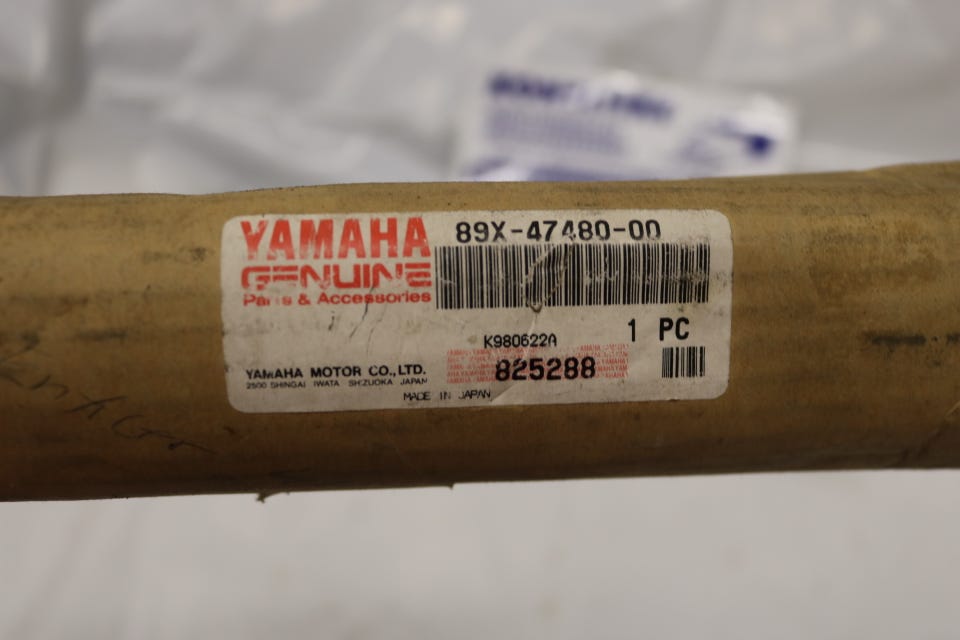 YAMAHA
GENUINE
Parts & Accessories
89X-47480-00
1 PC
K980622A
825288
YAMAHA MOTOR CO., LTD.
2500 SHINGAI IWATA SHIZUOKA JAPAN
MADE IN JAPAN